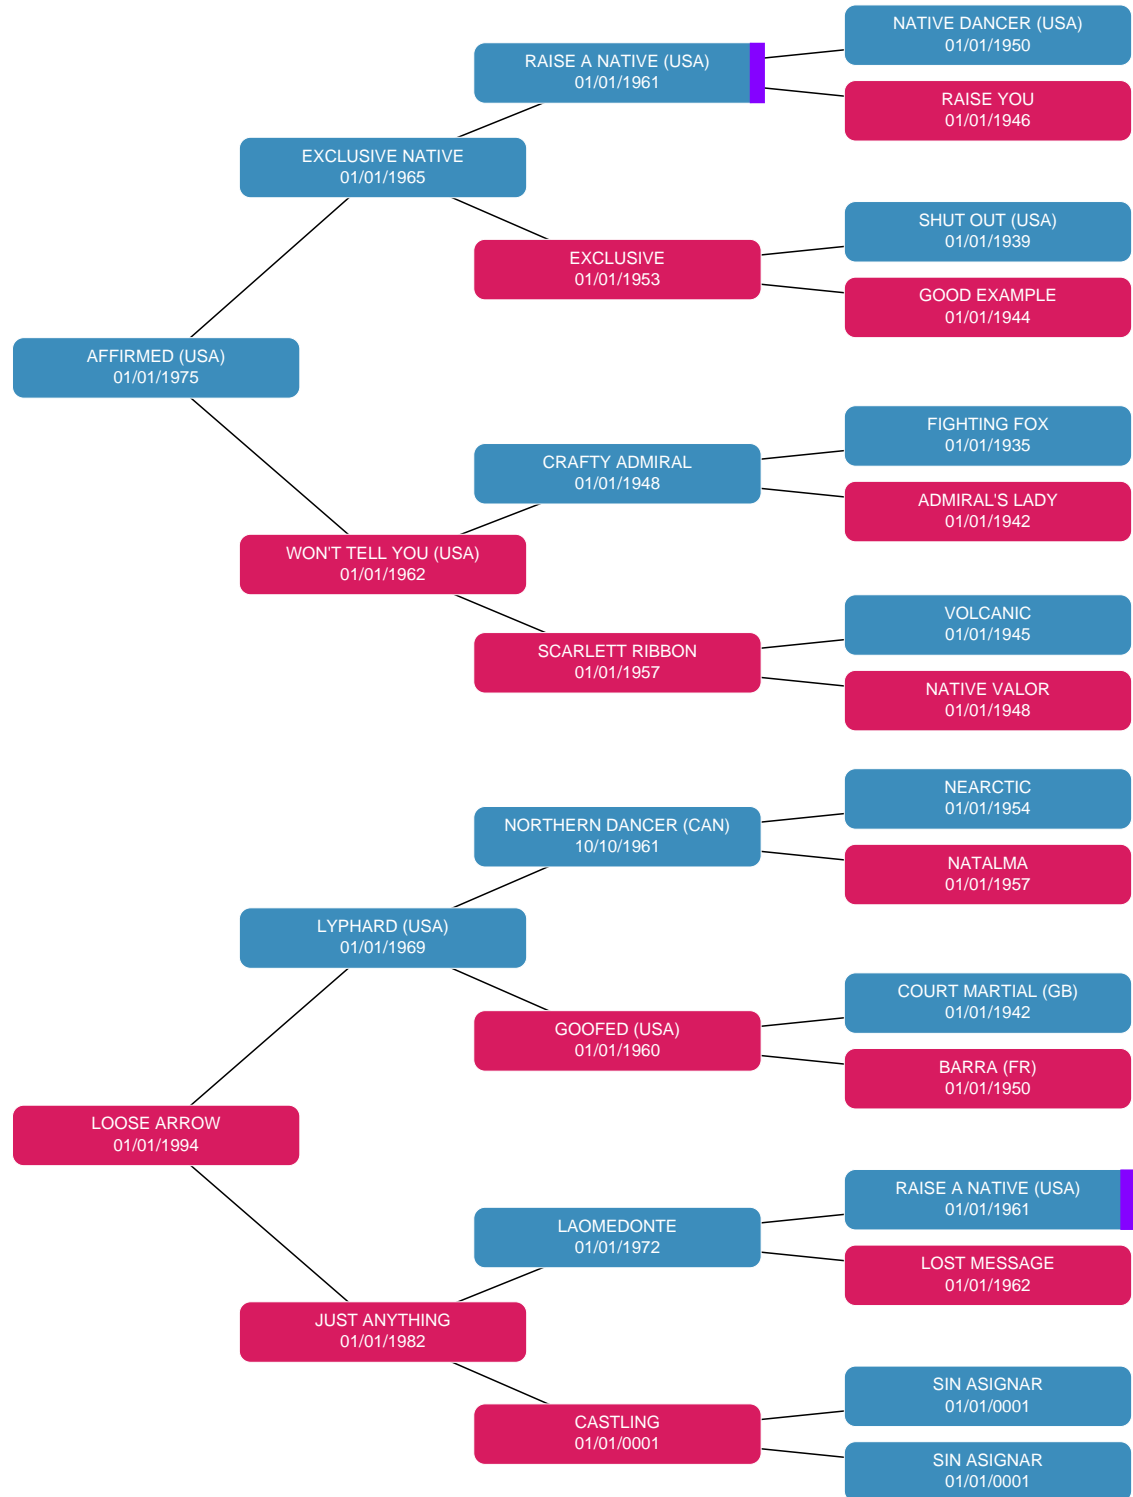 NATIVE DANCER (USA)
01/01/1950
RAISE A NATIVE (USA)
01/01/1961
RAISE YOU
01/01/1946
EXCLUSIVE NATIVE
01/01/1965
SHUT OUT (USA)
01/01/1939
EXCLUSIVE
01/01/1953
GOOD EXAMPLE
01/01/1944
AFFIRMED (USA)
01/01/1975
FIGHTING FOX
01/01/1935
CRAFTY ADMIRAL
01/01/1948
ADMIRAL'S LADY
01/01/1942
WON'T TELL YOU (USA)
01/01/1962
VOLCANIC
01/01/1945
SCARLETT RIBBON
01/01/1957
NATIVE VALOR
01/01/1948
NEARCTIC
01/01/1954
NORTHERN DANCER (CAN)
10/10/1961
NATALMA
01/01/1957
LYPHARD (USA)
01/01/1969
COURT MARTIAL (GB)
01/01/1942
GOOFED (USA)
01/01/1960
BARRA (FR)
01/01/1950
LOOSE ARROW
01/01/1994
RAISE A NATIVE (USA)
01/01/1961
LAOMEDONTE
01/01/1972
LOST MESSAGE
01/01/1962
JUST ANYTHING
01/01/1982
SIN ASIGNAR
01/01/0001
CASTLING
01/01/0001
SIN ASIGNAR
01/01/0001